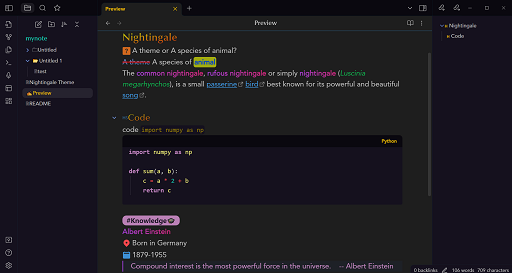 Preview
mynote
Untitled
Untitled 1
test
Nightingale Theme
Preview
README
Preview
Nightingale
A theme or A species of animal?
A theme A species of animal
The common nightingale, rufous nightingale or simply nightingale (Luscinia
megarhynchos), is a small passerine bird best known for its powerful and beautiful
song.
Code
code import numpy as np
Python
import numpy as np
def sum(a, b):
c = a * 2 + b
return c
#Knowledge
Albert Einstein
Born in Germany
1879-1955
Compound interest is the most powerful force in the universe. -- Albert Einstein
Nightingale
Code
0 backlinks
106 words 709 characters